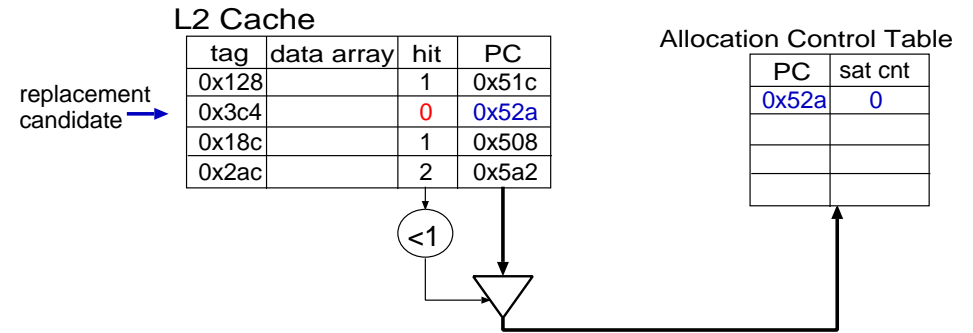 L2 Cache
Allocation Control Table
tag data array hit PC
0x128 1 0x51c
0x3c4 0 0x52a
0x18c 1 0x508
0x2ac 2 0x5a2
replacement
candidate
<1
PC sat cnt
0x52a 0